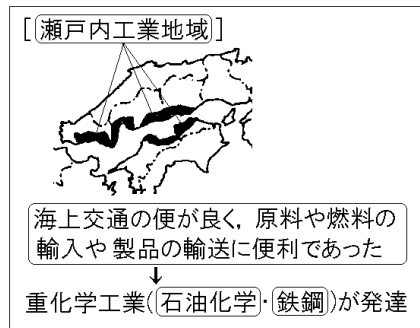 [瀬戸内工業地域]
海上交通の便が良く，原料や燃料の
輸入や製品の輸送に便利であった
↓
重化学工業(石油化学・鉄鋼)が発達